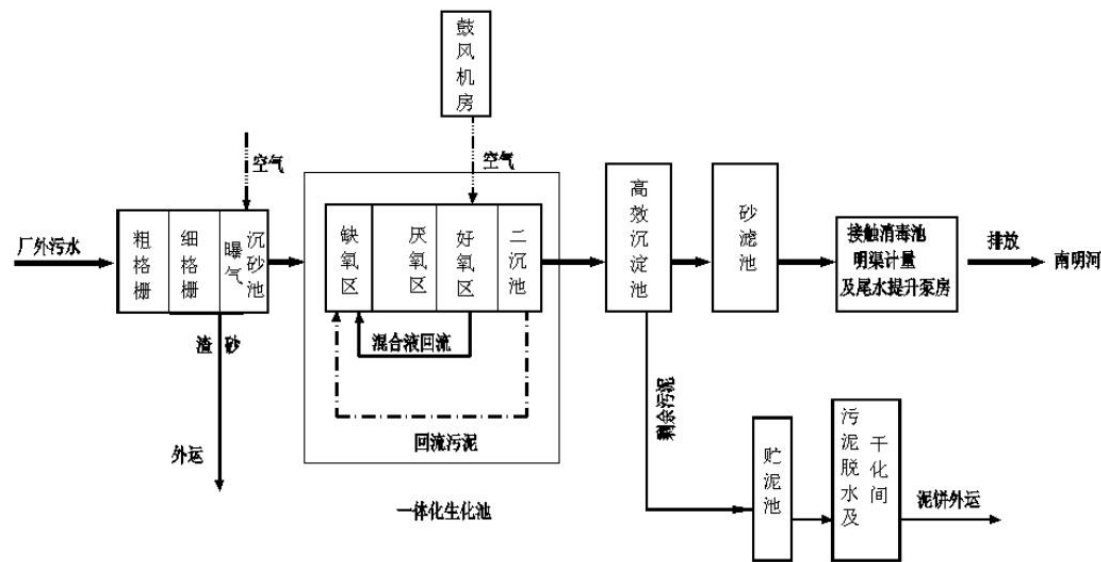 鼓风机房
空气
空气
厂外污水
粗格栅
细格栅
曝气
沉砂池
缺氧区
厌氧区
好氧区
二沉池
高效沉淀池
砂滤池
接触消毒池
明渠计量
及尾水提升泵房
排放
南明河
混合液回流
渣 砂
回流污泥
外运
剩余污泥
一体化生化池
贮泥池
污泥脱水及
干化间
泥饼外运